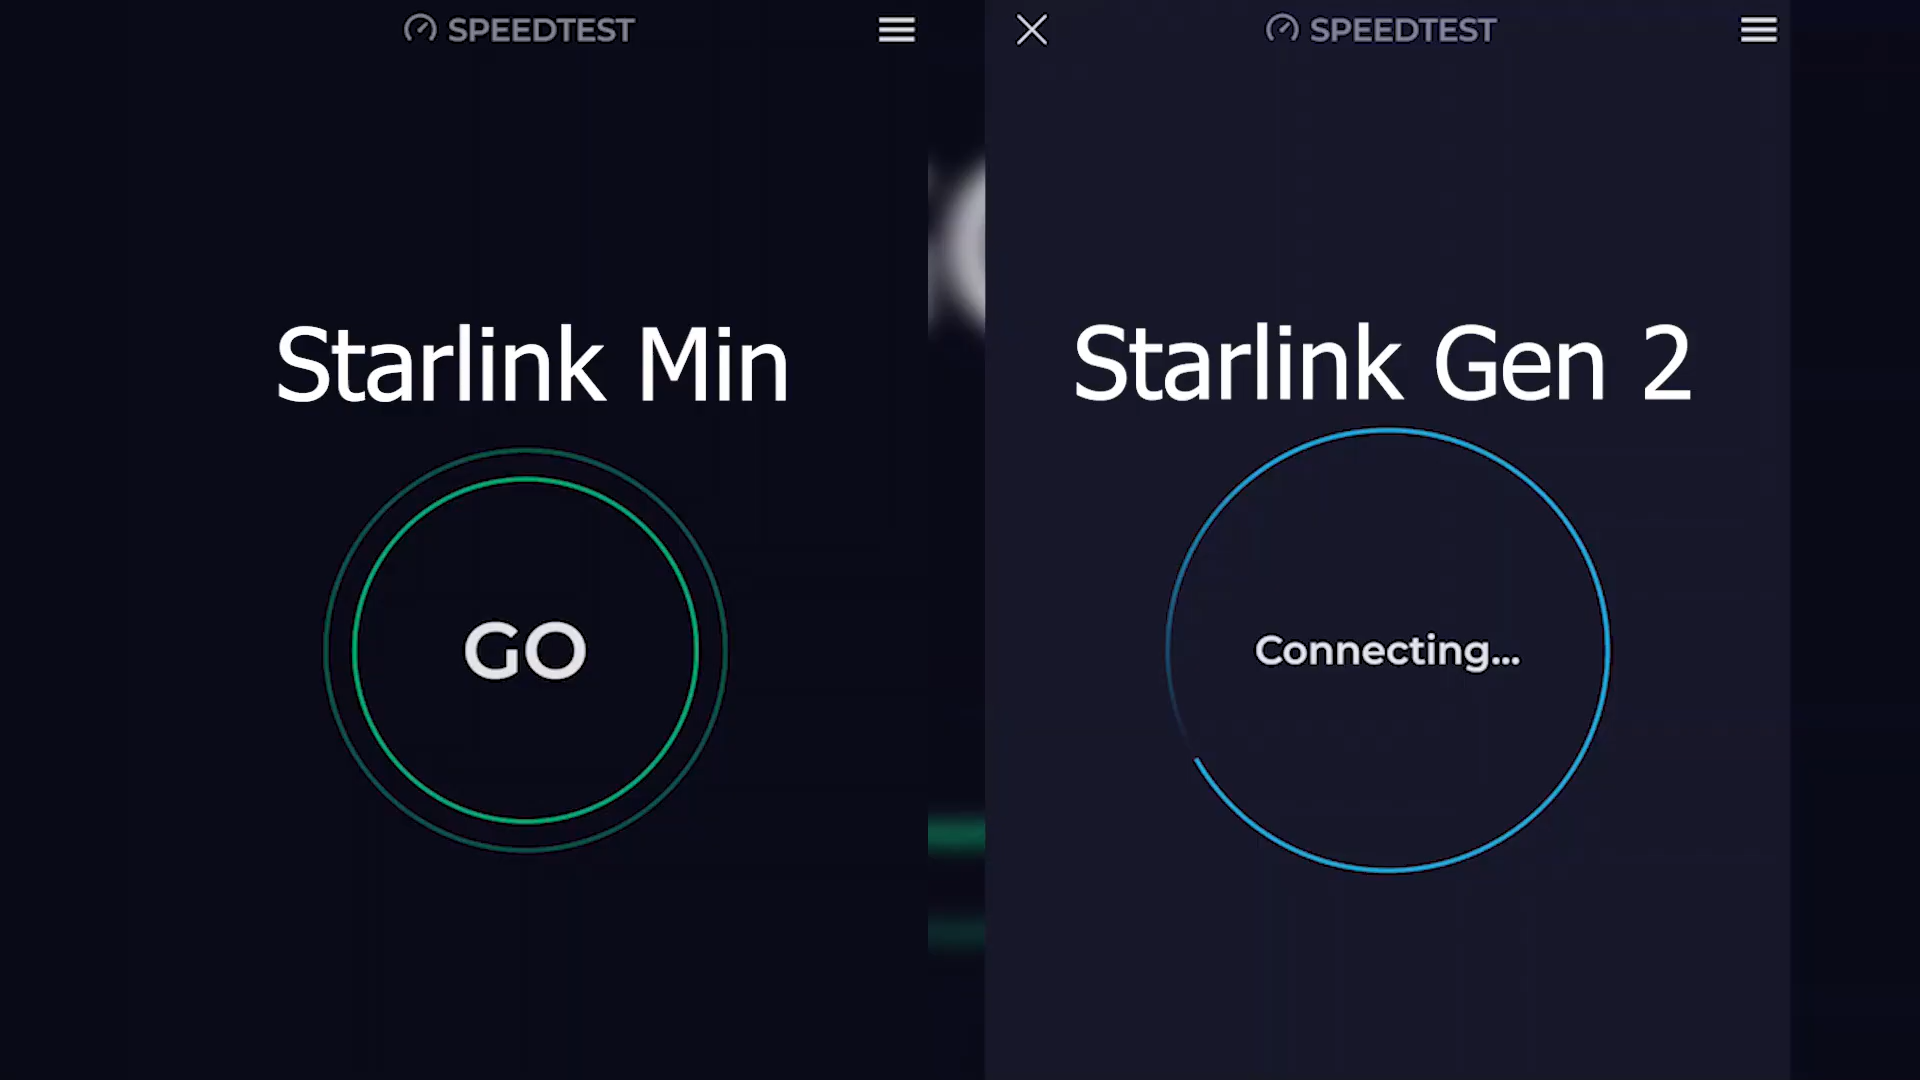 SPEEDTEST
Starlink Min
GO
SPEEDTEST
Starlink Gen 2
Connecting...